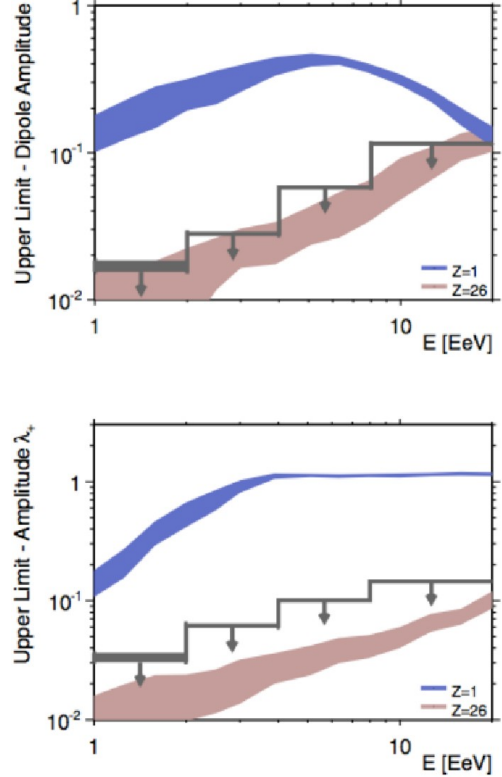 Upper Limit - Dipole Amplitude
1
10⁻¹
10⁻²
Z=1
Z=26
1
10
E [EeV]
Upper Limit - Amplitude λ₊
1
10⁻¹
10⁻²
Z=1
Z=26
1
10
E [EeV]